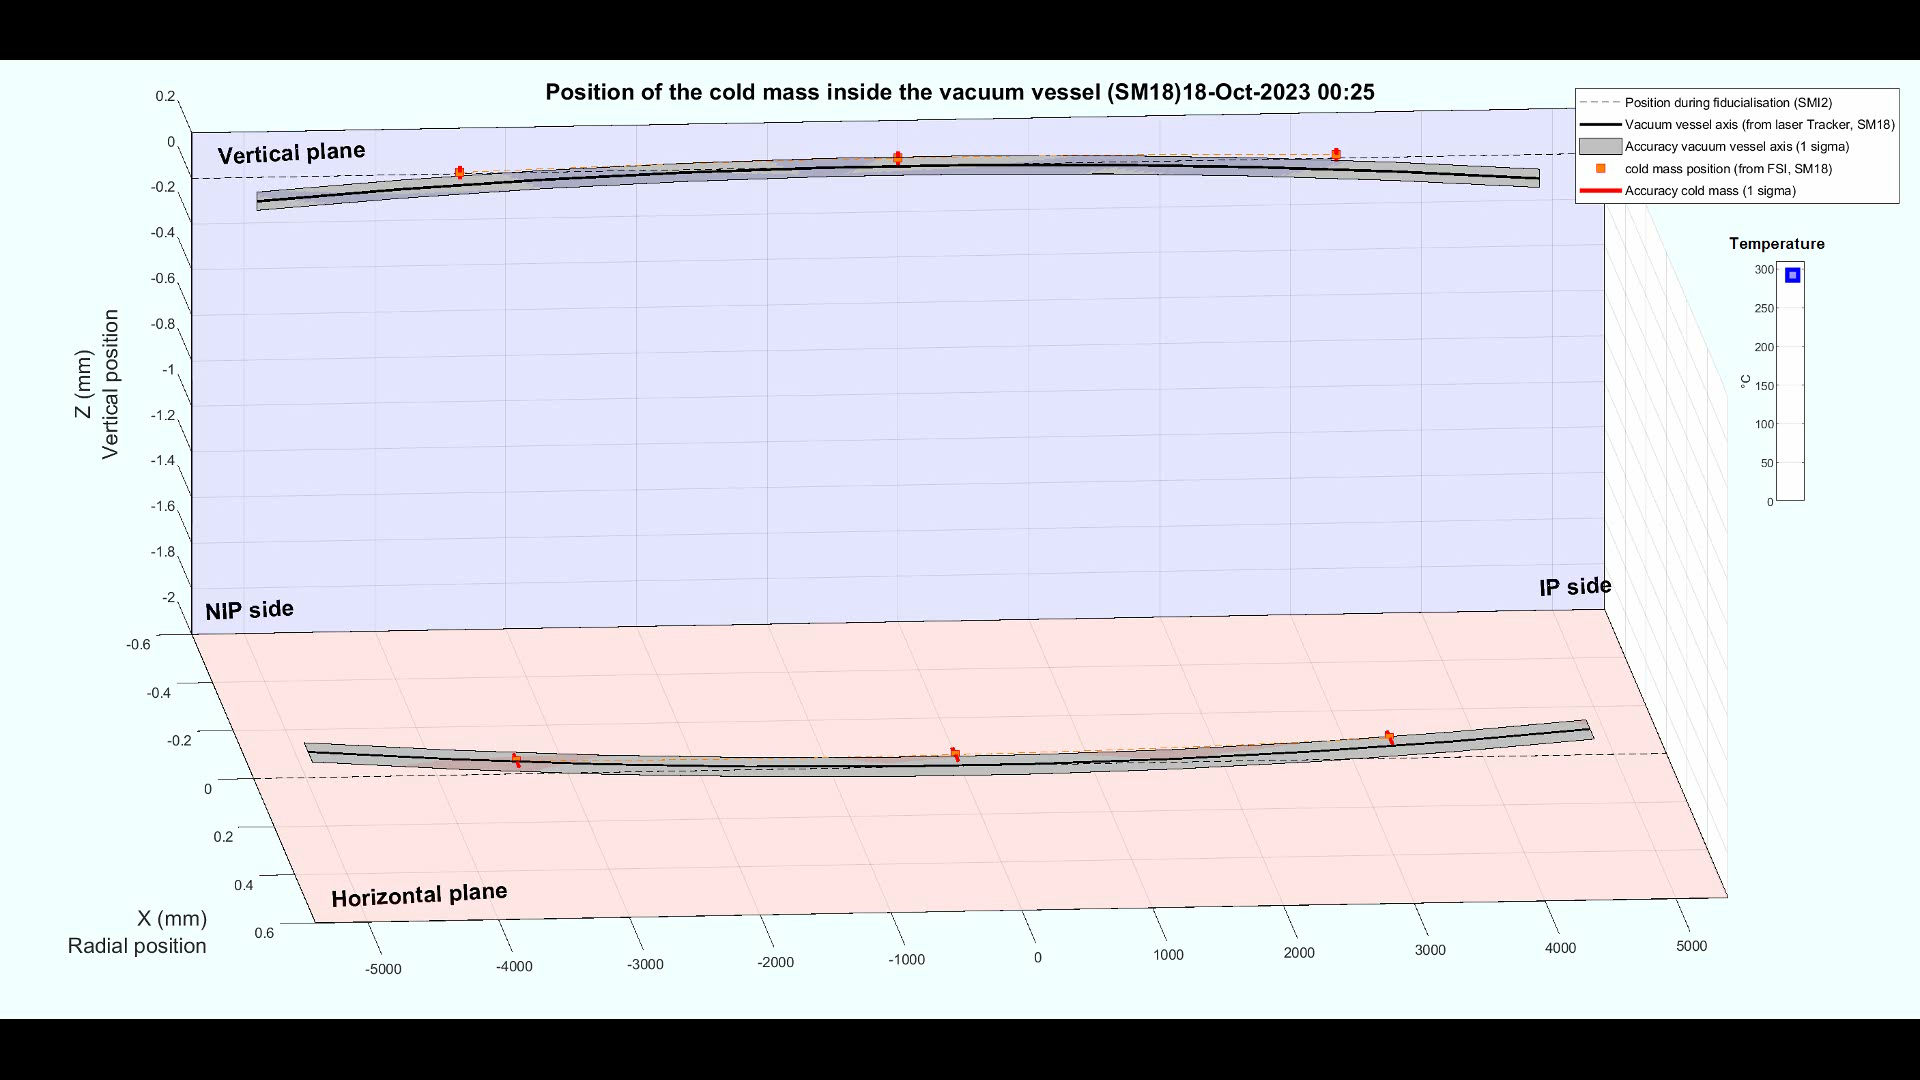 Position of the cold mass inside the vacuum vessel (SM18)18-Oct-2023 00:25
Position during fiducialisation (SMI2)
Vacuum vessel axis (from laser Tracker, SM18)
Accuracy vacuum vessel axis (1 sigma)
cold mass position (from FSI, SM18)
Accuracy cold mass (1 sigma)
Vertical plane
0.2
0
-0.2
-0.4
-0.6
-0.8
-1
-1.2
-1.4
-1.6
-1.8
-2
Z (mm)
Vertical position
Temperature
300
250
200
150
100
50
0
°C
NIP side
IP side
-0.6
-0.4
-0.2
0
0.2
0.4
0.6
Horizontal plane
X (mm)
Radial position
-5000
-4000
-3000
-2000
-1000
0
1000
2000
3000
4000
5000